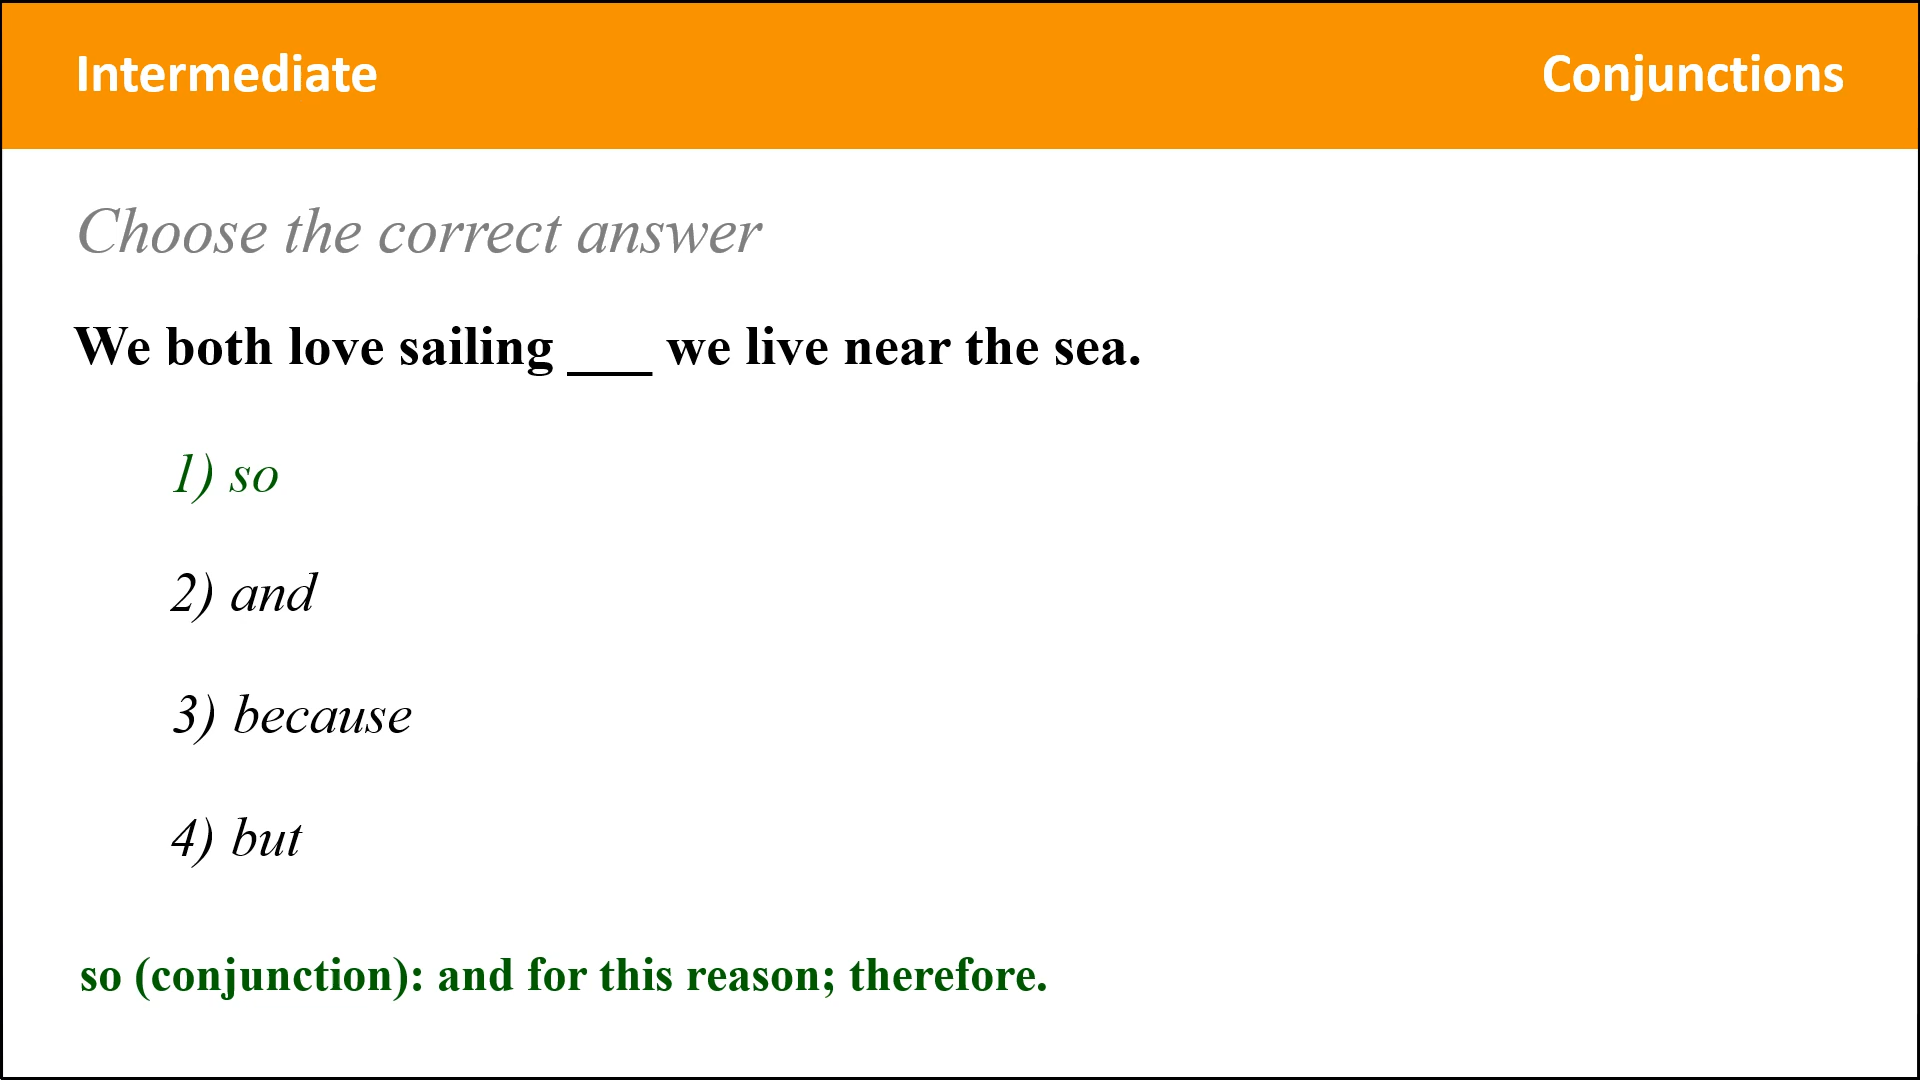 Intermediate Conjunctions
Choose the correct answer
We both love sailing ___ we live near the sea.
1) so
2) and
3) because
4) but
so (conjunction): and for this reason; therefore.